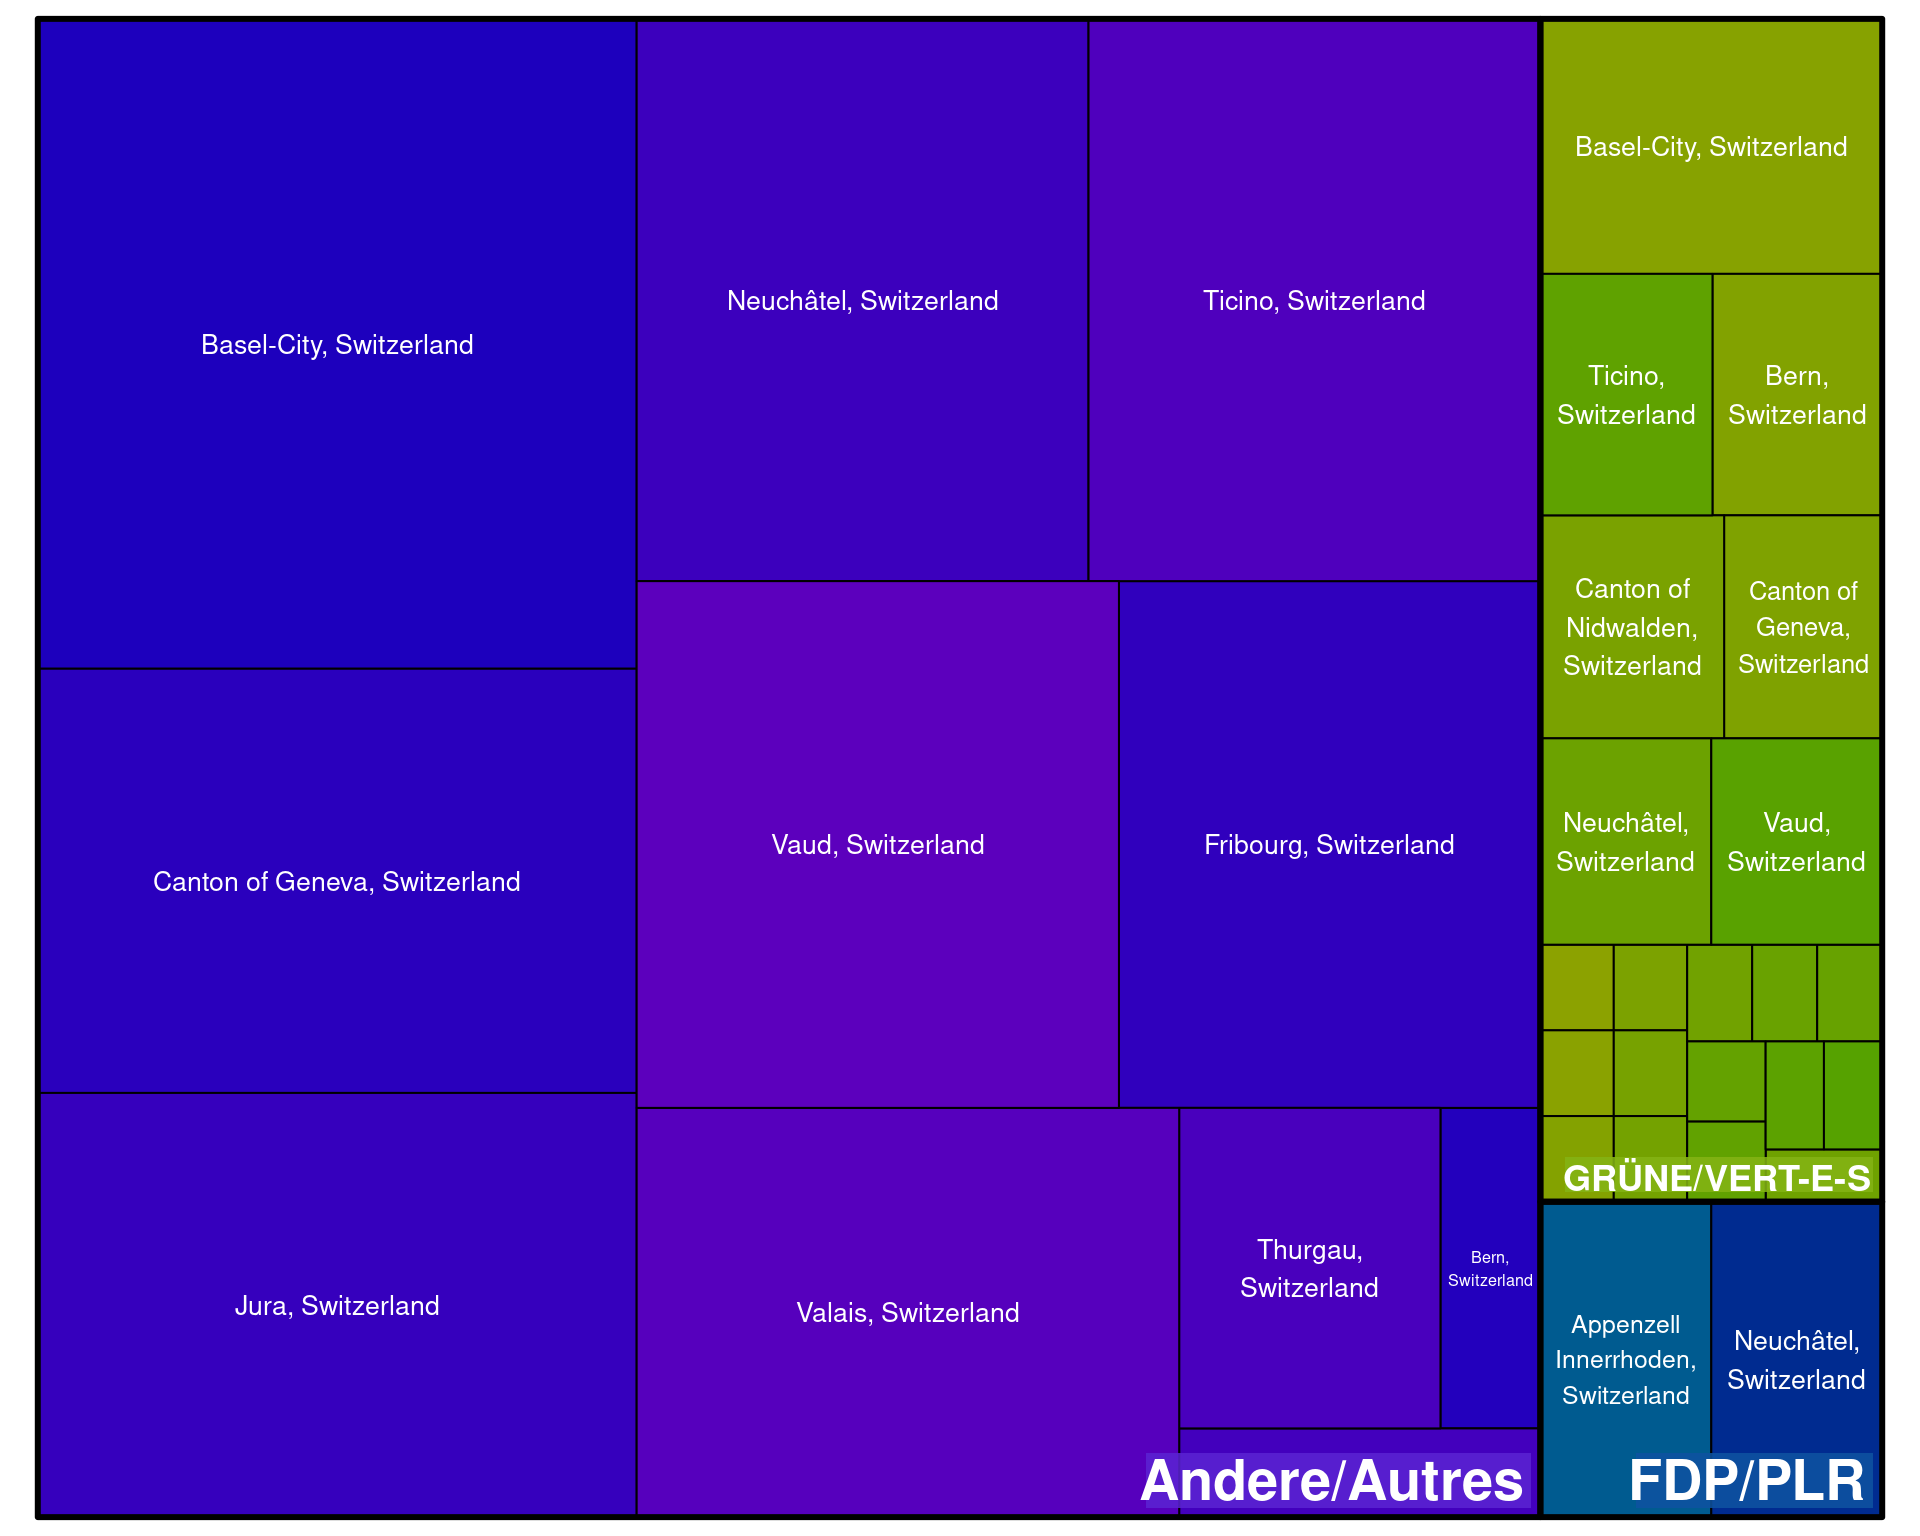 Basel-City, Switzerland
Canton of Geneva, Switzerland
Jura, Switzerland
Neuchâtel, Switzerland
Ticino, Switzerland
Vaud, Switzerland
Fribourg, Switzerland
Valais, Switzerland
Thurgau,
Switzerland
Bern,
Switzerland
Andere/Autres
Basel-City, Switzerland
Ticino,
Switzerland
Bern,
Switzerland
Canton of
Nidwalden,
Switzerland
Canton of
Geneva,
Switzerland
Neuchâtel,
Switzerland
Vaud,
Switzerland
GRÜNE/VERT-E-S
Appenzell
Innerrhoden,
Switzerland
Neuchâtel,
Switzerland
FDP/PLR